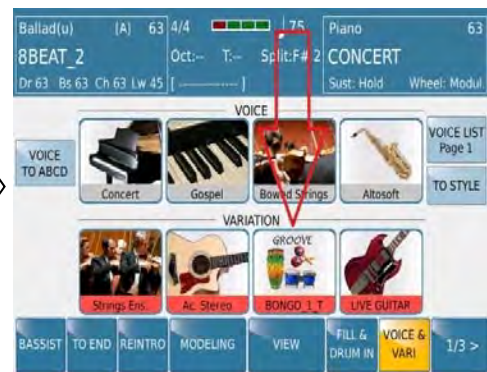 Ballad(u) [A] 63 4/4 75 Piano 63
8BEAT_2 Oct:-- T:-- Split:F# 2 CONCERT
Dr 63 Bs 63 Ch 63 Lw 45 [ ------------ ] Sust: Hold Wheel: Modul
VOICE
VOICE TO ABCD
Concert Gospel Bowed Strings Altosoft
VOICE LIST
Page 1
TO STYLE
VARIATION
GROOVE
Strings Ens. Ac. Stereo BONGO_1_T LIVE GUITAR
BASSIST TO END REINTRO MODELING VIEW FILL & DRUM IN VOICE & VARI 1/3 >